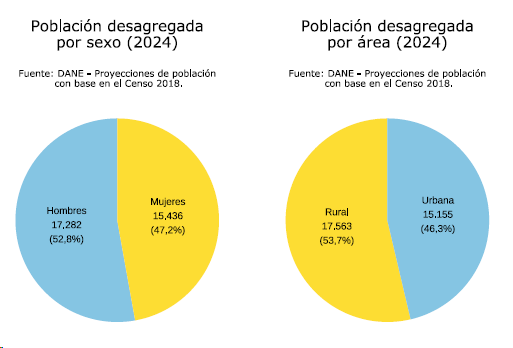 Población desagregada
por sexo (2024)
Fuente: DANE – Proyecciones de población
con base en el Censo 2018.
Hombres
17,282
(52,8%)
Mujeres
15,436
(47,2%)
Población desagregada
por área (2024)
Fuente: DANE – Proyecciones de población
con base en el Censo 2018.
Rural
17,563
(53,7%)
Urbana
15.155
(46,3%)